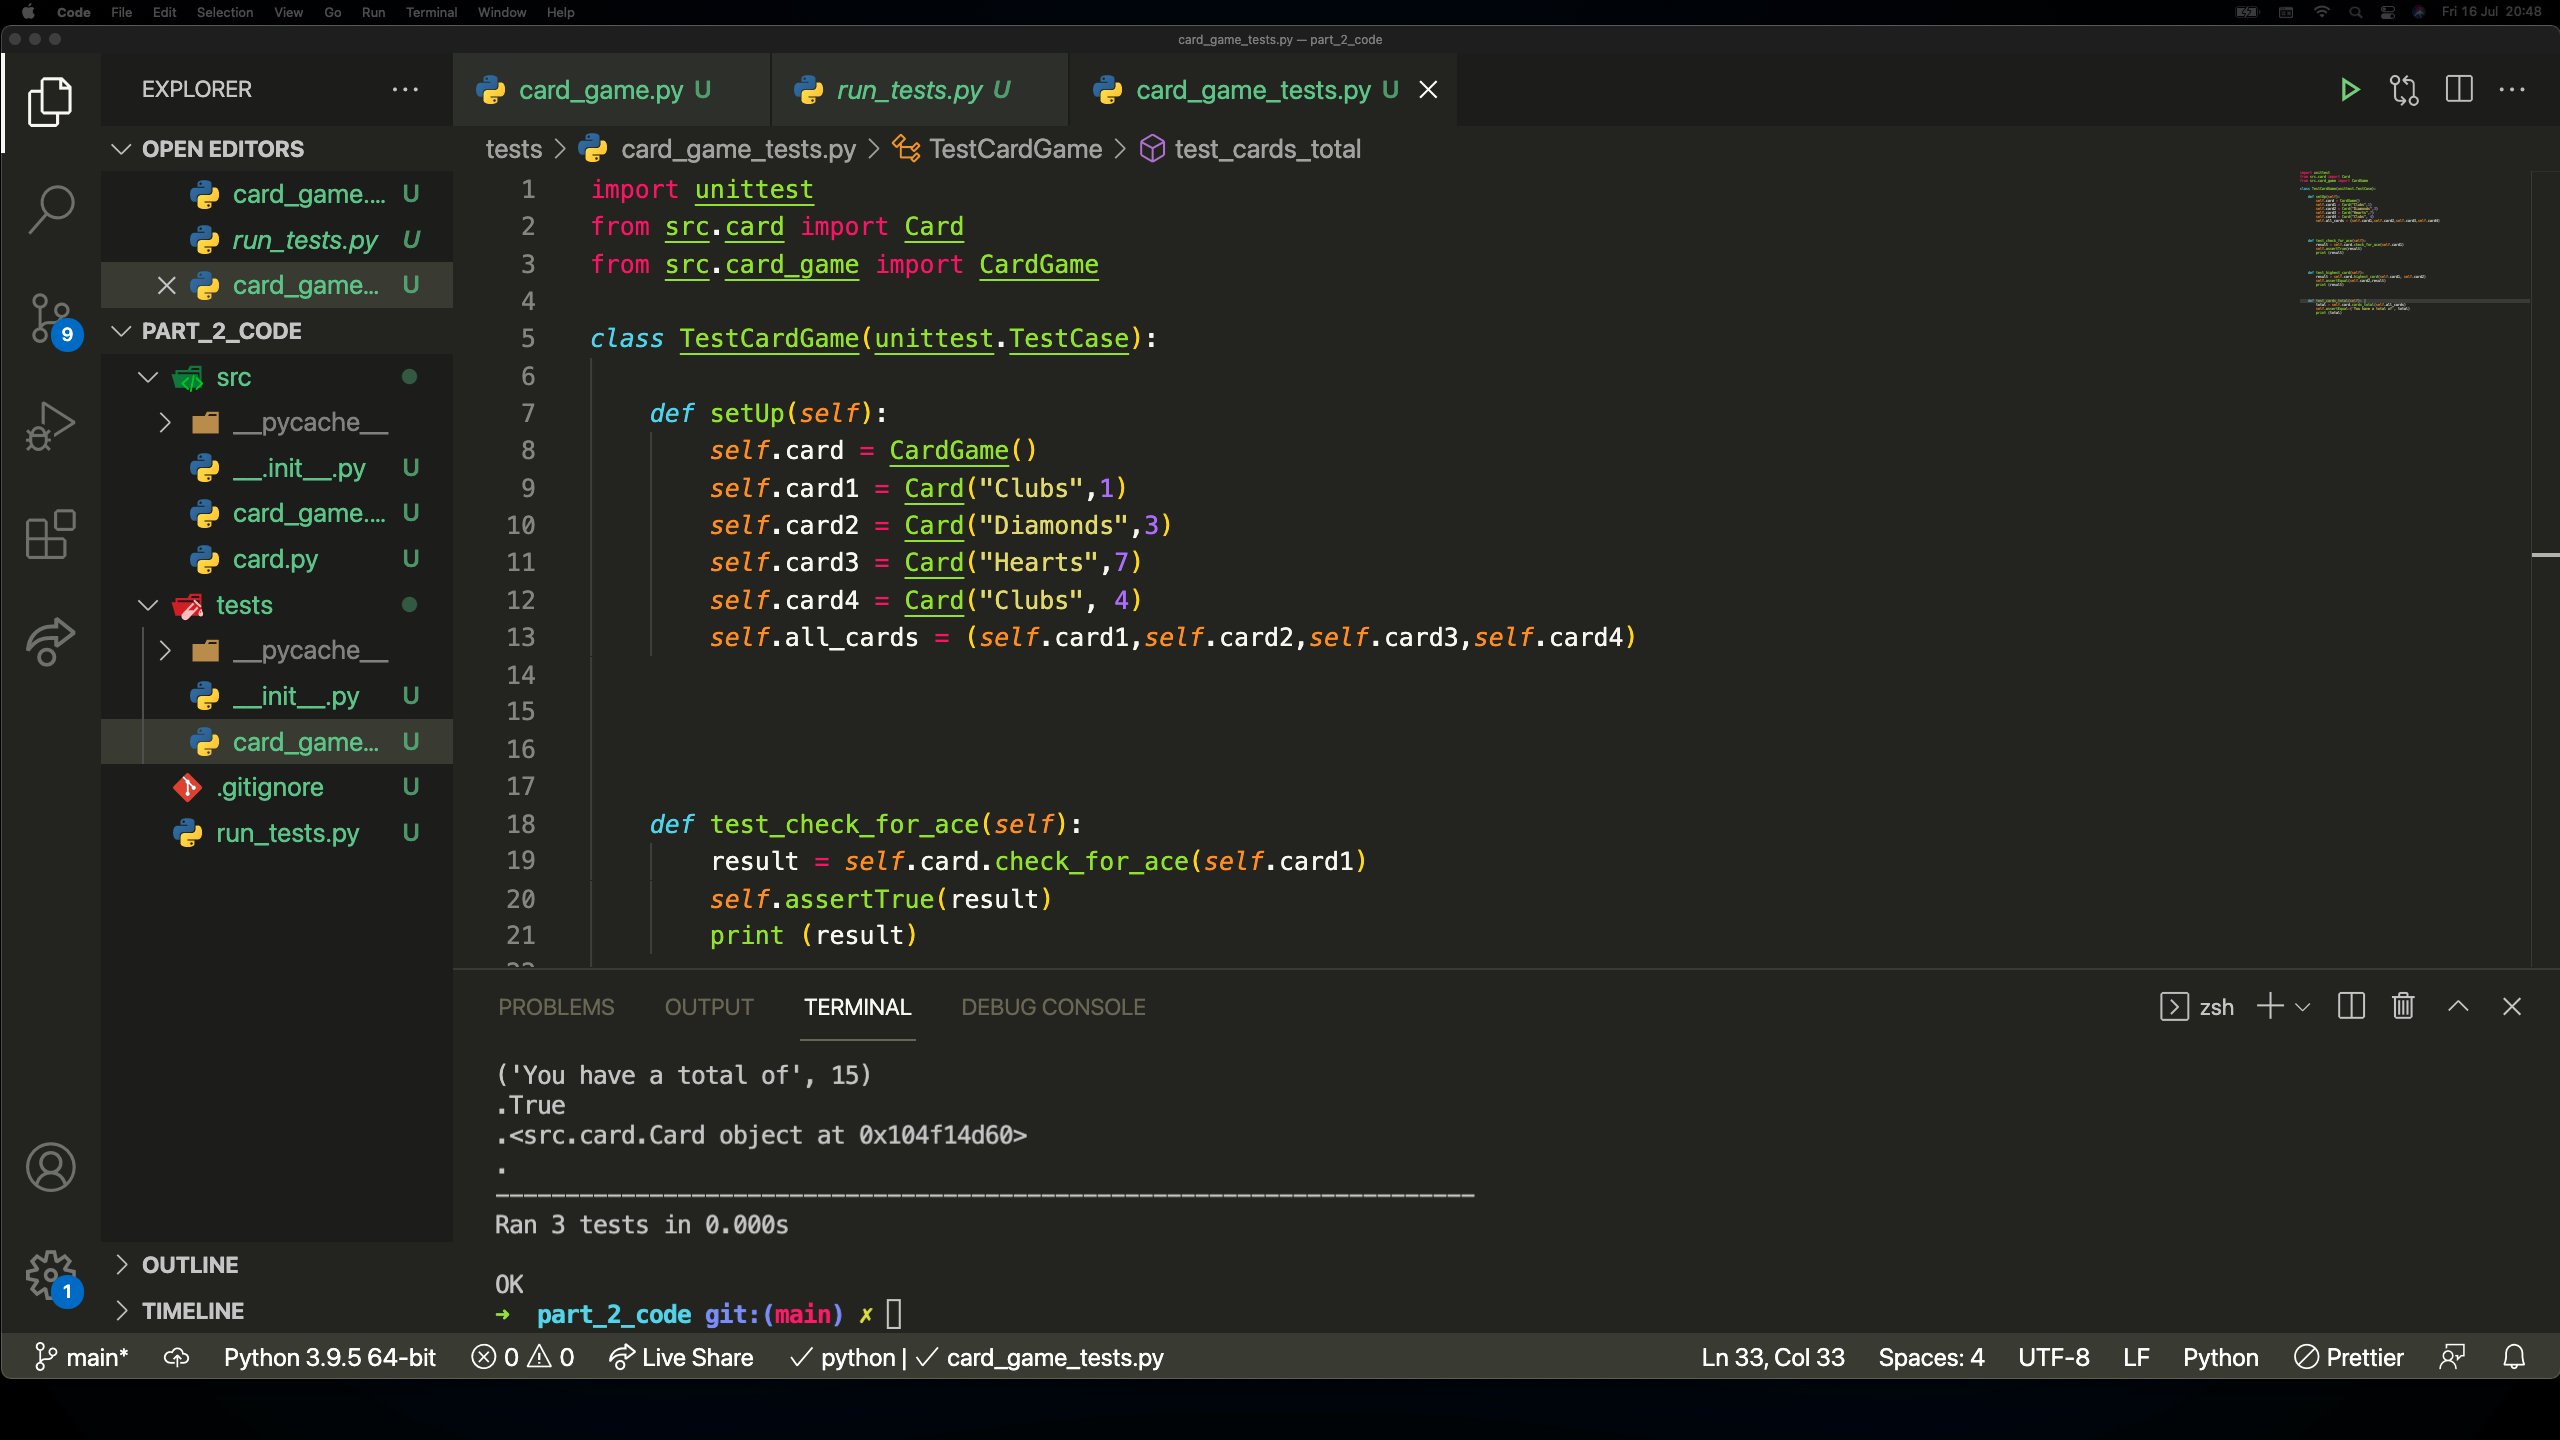 Code File Edit Selection View Go Run Terminal Window Help
Fri 16 Jul 20:48
card_game_tests.py — part_2_code
EXPLORER
card_game.py U
run_tests.py U
card_game_tests.py U
OPEN EDITORS
card_game.... U
run_tests.py U
card_game... U
PART_2_CODE
src
__pycache__
__.init__.py U
card_game.... U
card.py U
tests
__pycache__
__init__.py U
card_game... U
.gitignore U
run_tests.py U
OUTLINE
TIMELINE
9
1
tests > card_game_tests.py > TestCardGame > test_cards_total
1 import unittest
2 from src.card import Card
3 from src.card_game import CardGame
4
5 class TestCardGame(unittest.TestCase):
6
7 def setUp(self):
8 self.card = CardGame()
9 self.card1 = Card("Clubs",1)
10 self.card2 = Card("Diamonds",3)
11 self.card3 = Card("Hearts",7)
12 self.card4 = Card("Clubs", 4)
13 self.all_cards = (self.card1,self.card2,self.card3,self.card4)
14
15
16
17
18 def test_check_for_ace(self):
19 result = self.card.check_for_ace(self.card1)
20 self.assertTrue(result)
21 print (result)
PROBLEMS OUTPUT TERMINAL DEBUG CONSOLE
zsh
('You have a total of', 15)
.True
.<src.card.Card object at 0x104f14d60>
.
----------------------------------------------------------------------
Ran 3 tests in 0.000s
OK
➜ part_2_code git:(main) ✗
main* Python 3.9.5 64-bit 0 0 Live Share ✓ python | ✓ card_game_tests.py
Ln 33, Col 33 Spaces: 4 UTF-8 LF Python Prettier